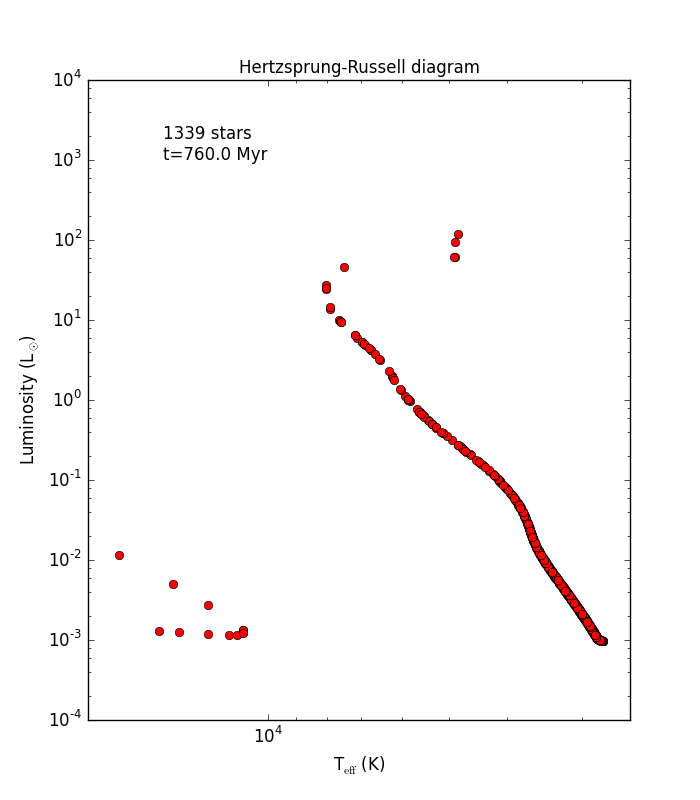 Hertzsprung-Russell diagram
1339 stars
t=760.0 Myr
10⁴
10³
10²
10¹
10⁰
10⁻¹
10⁻²
10⁻³
10⁻⁴
Luminosity (L☉)
10⁴
T_eff (K)